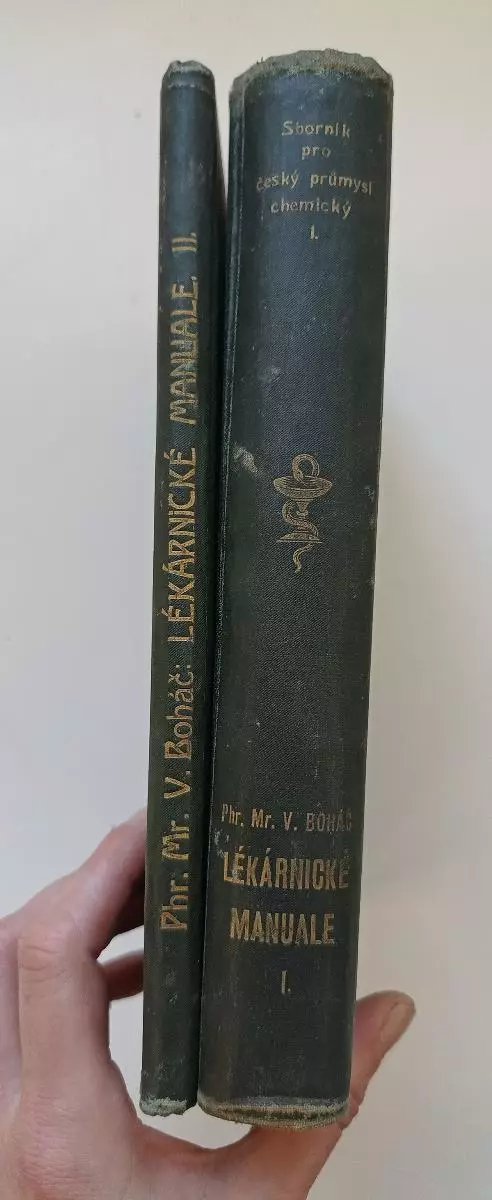 Phr. Mr. V. Boháč: LÉKÁRNICKÉ MANUALE. II.
Sborník
pro
český průmysl
chemický
I.
Phr. Mr. V. BOHÁČ
LÉKÁRNICKÉ
MANUALE
I.